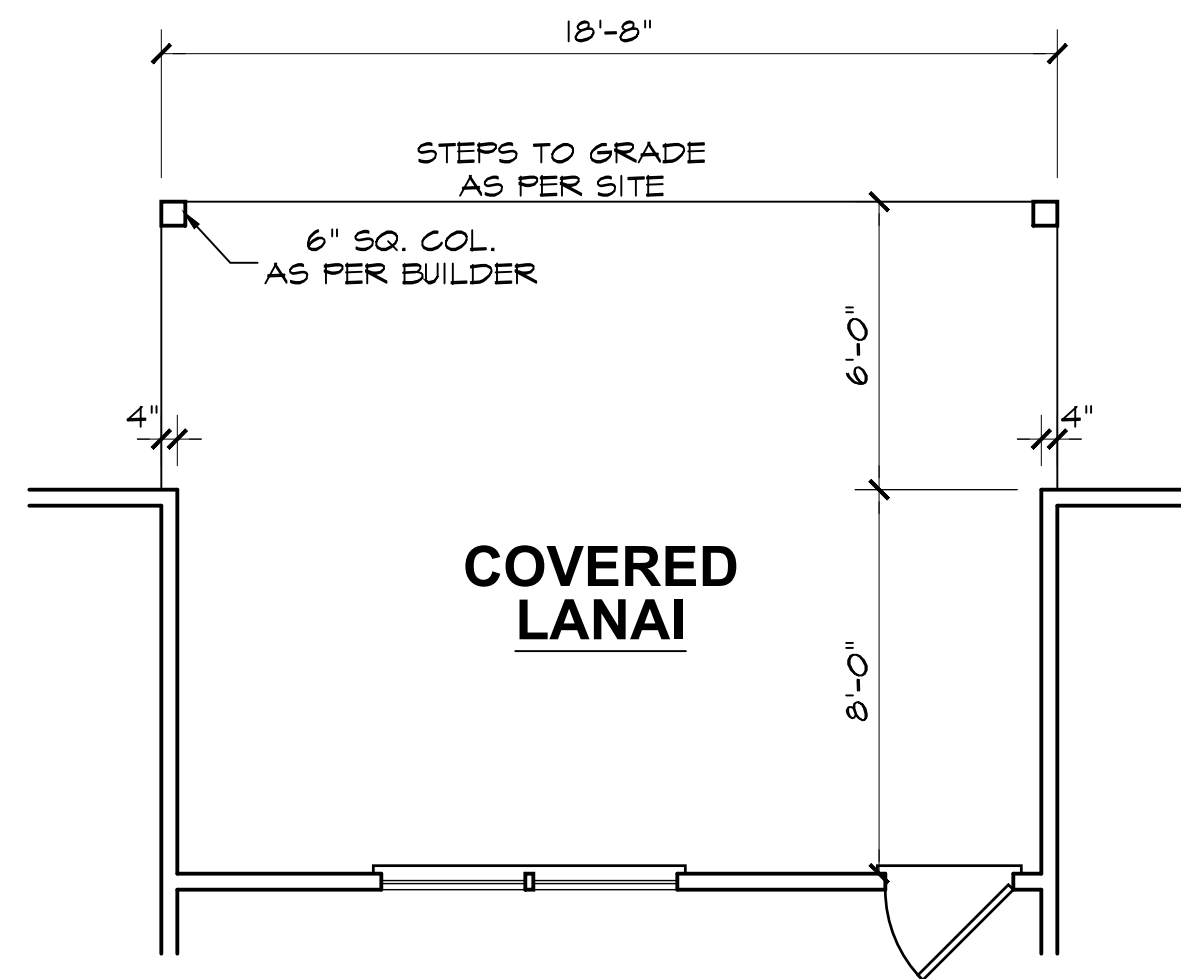 18'-8"
STEPS TO GRADE
AS PER SITE
6" SQ. COL.
AS PER BUILDER
6'-0"
4"
4"
COVERED
LANAI
8'-0"